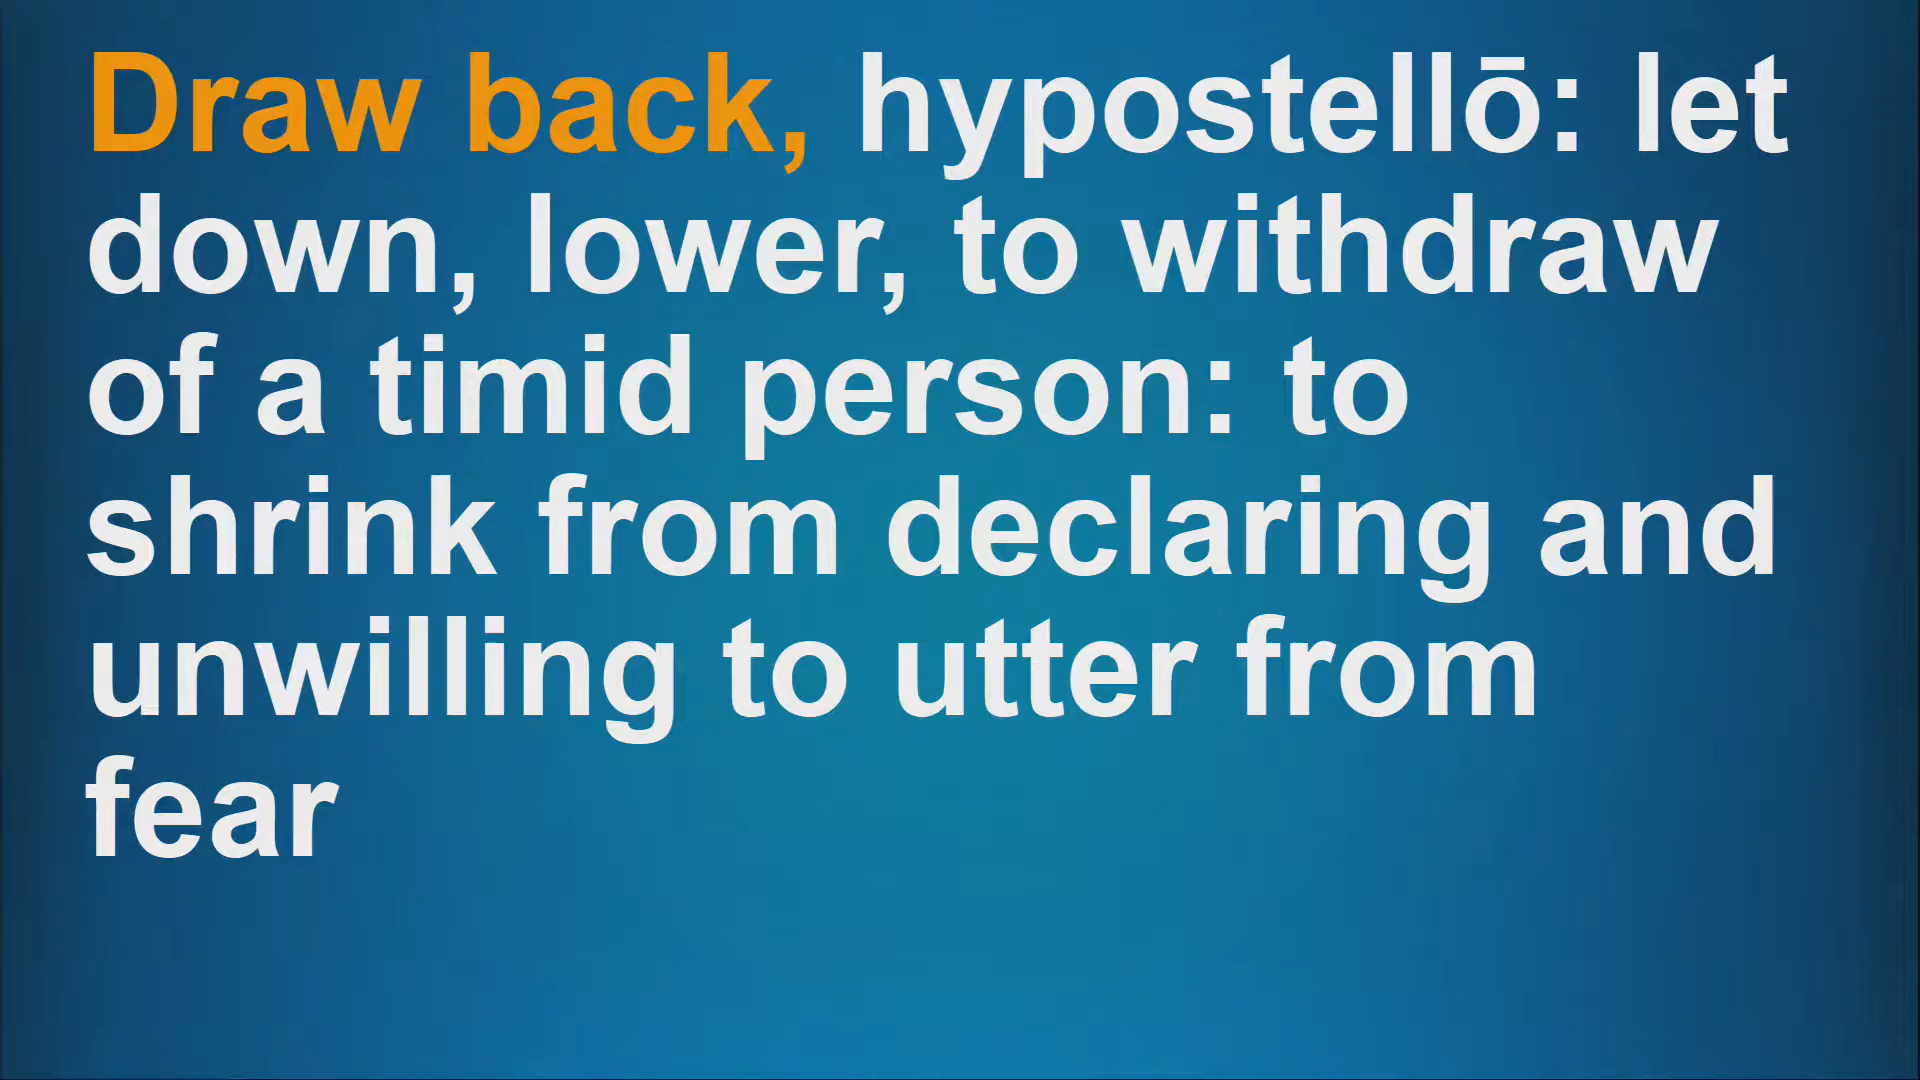 Draw back, hypostellō: let
down, lower, to withdraw
of a timid person: to
shrink from declaring and
unwilling to utter from
fear